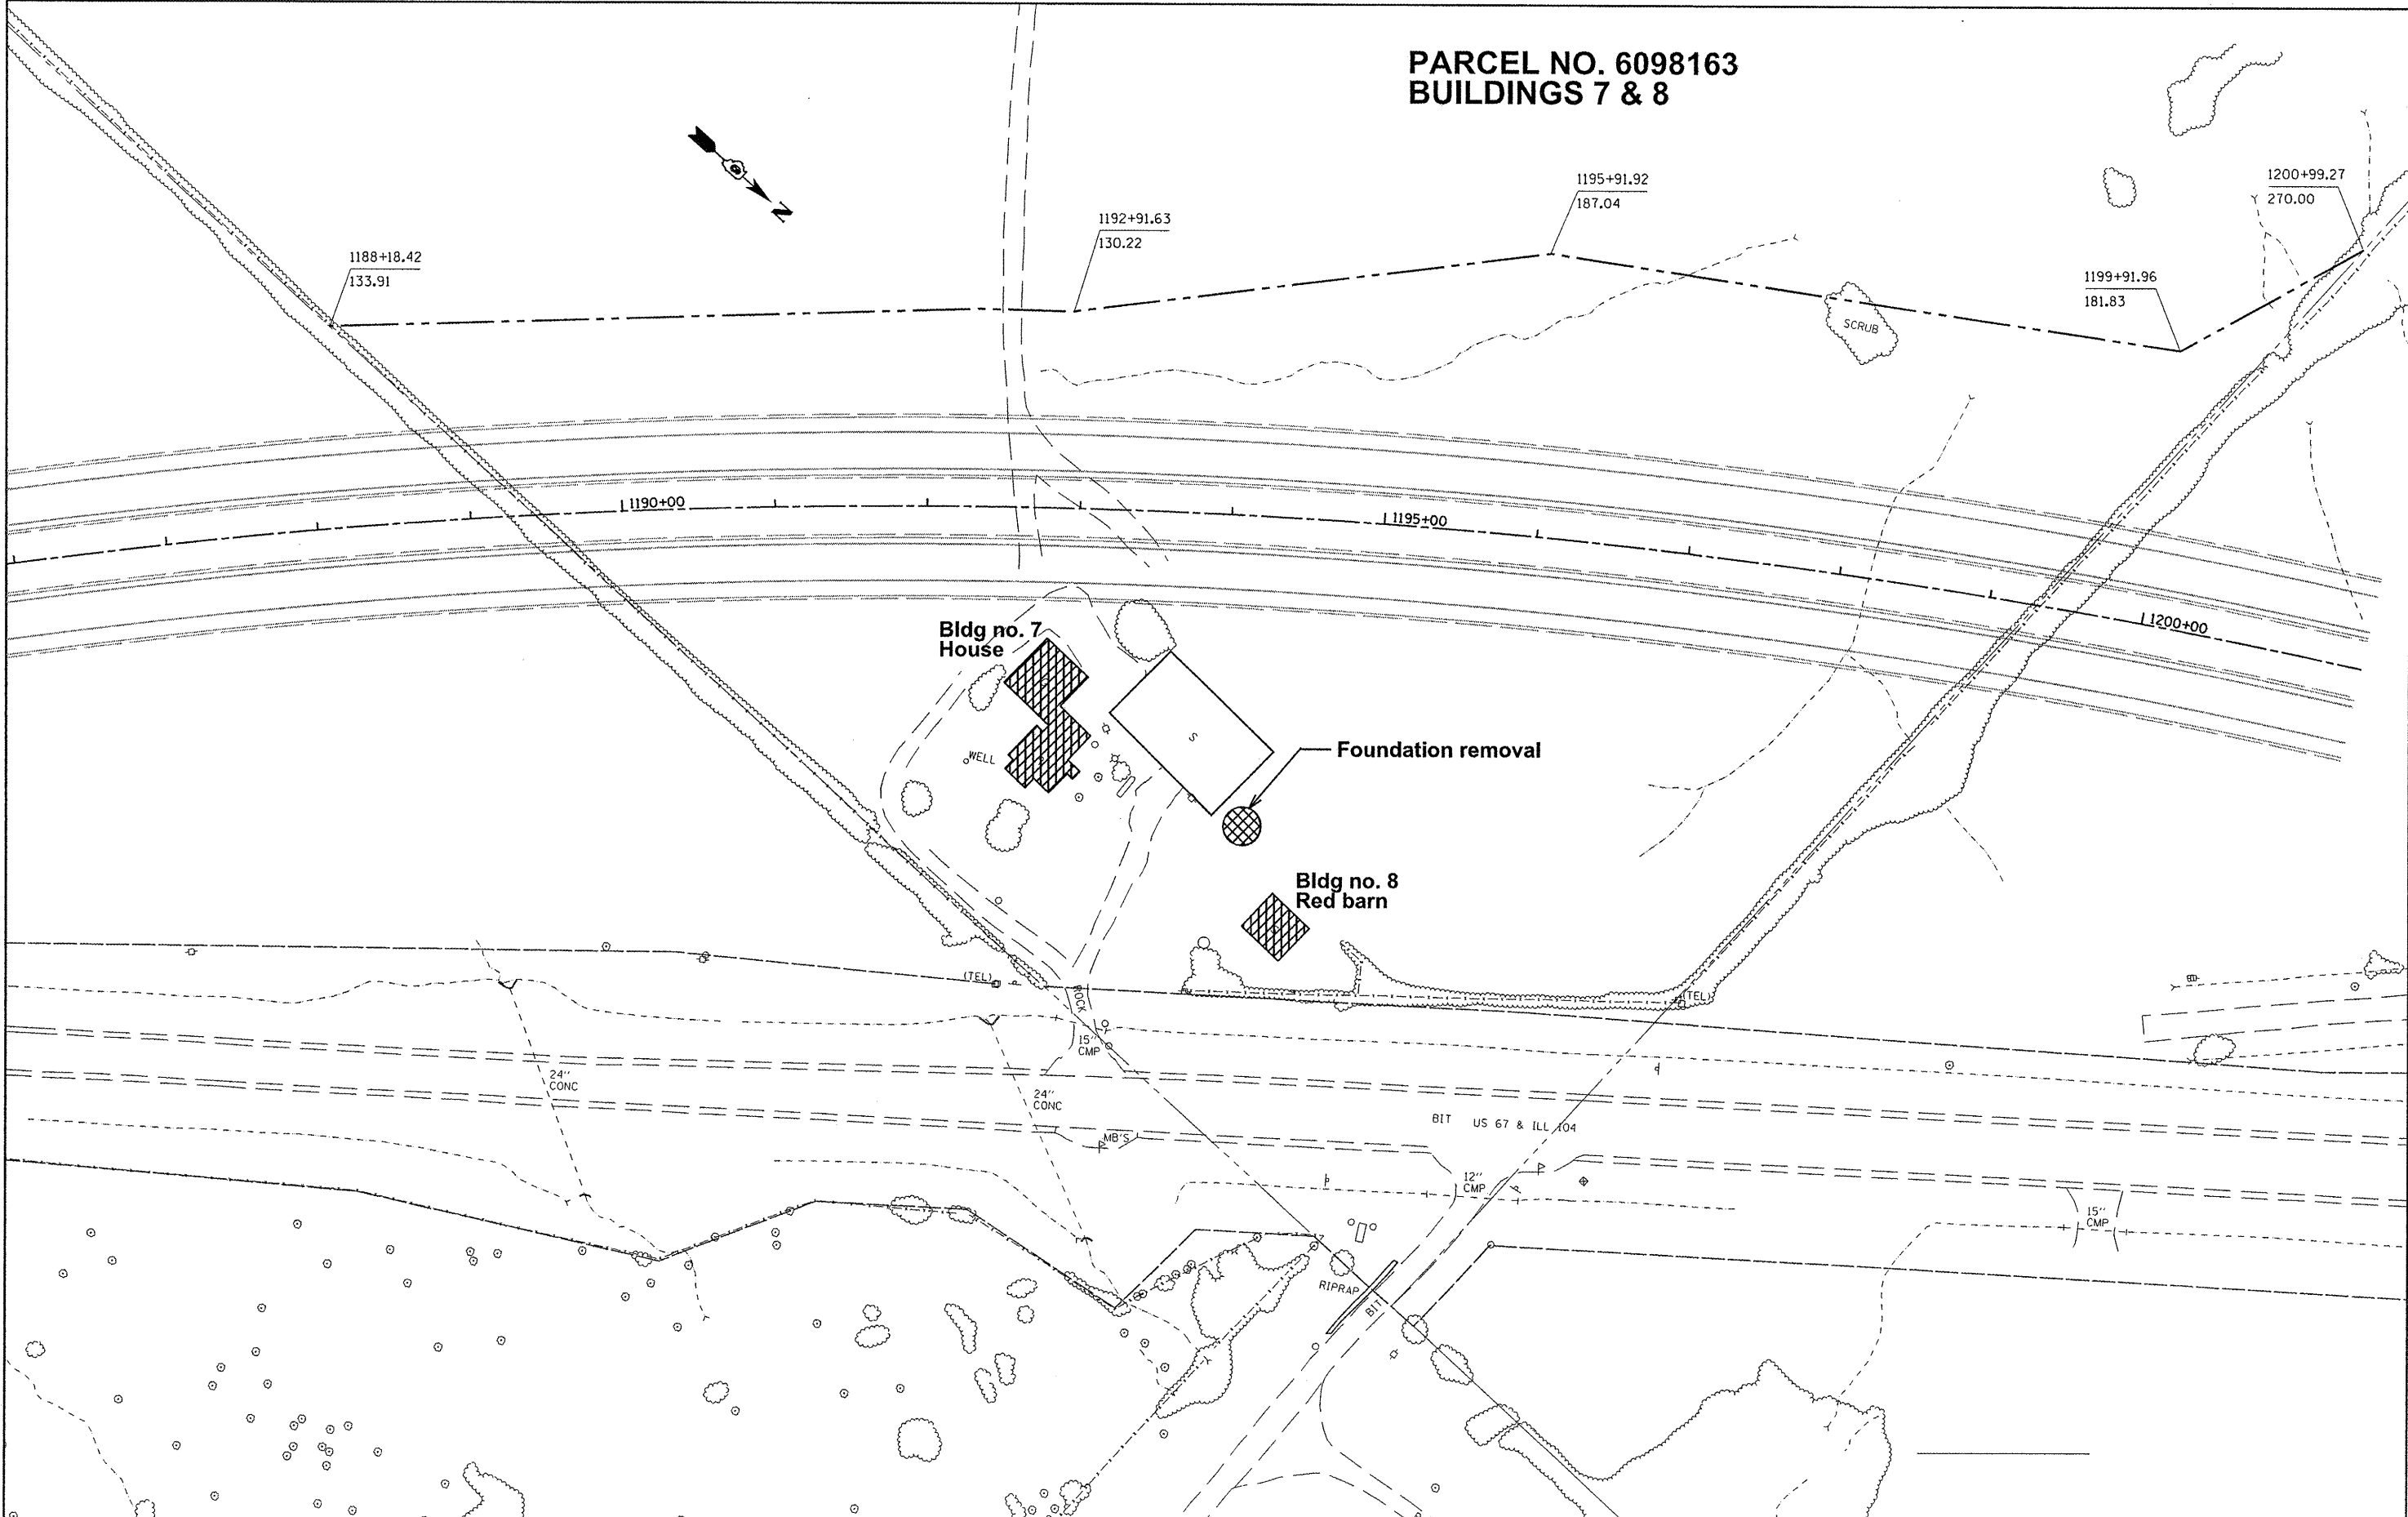 PARCEL NO. 6098163
BUILDINGS 7 & 8
N
1188+18.42
133.91
1192+91.63
130.22
1195+91.92
187.04
1199+91.96
181.83
1200+99.27
270.00
SCRUB
1190+00
1195+00
1200+00
Bldg no. 7
House
WELL
S
Foundation removal
Bldg no. 8
Red barn
(TEL)
(TEL)
ROCK
15"
CMP
24"
CONC
24"
CONC
MB'S
BIT
US 67 & ILL 104
12"
CMP
15"
CMP
RIPRAP
BIT